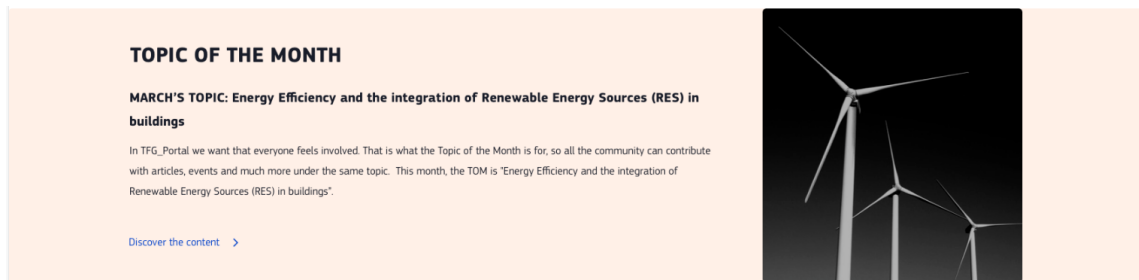 TOPIC OF THE MONTH
MARCH'S TOPIC: Energy Efficiency and the integration of Renewable Energy Sources (RES) in
buildings
In TFG_Portal we want that everyone feels involved. That is what the Topic of the Month is for, so all the community can contribute
with articles, events and much more under the same topic.  This month, the TOM is "Energy Efficiency and the integration of
Renewable Energy Sources (RES) in buildings".
Discover the content